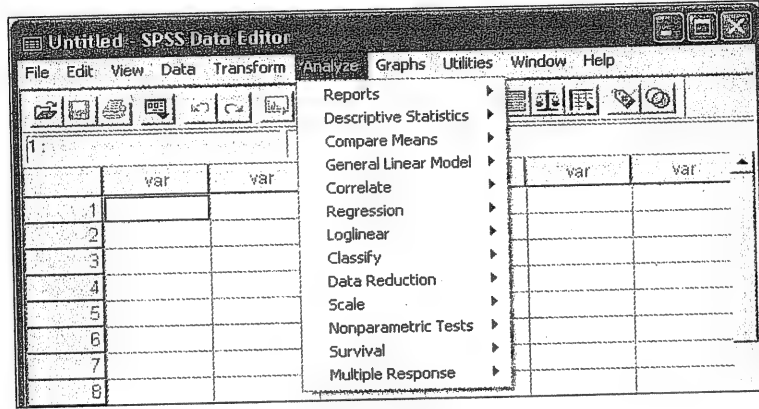 Untitled - SPSS Data Editor
File Edit View Data Transform Analyze Graphs Utilities Window Help
Reports
Descriptive Statistics
1 :
Compare Means
General Linear Model
var var var var
Correlate
1
Regression
2
Loglinear
3
Classify
4
Data Reduction
5
Scale
6
Nonparametric Tests
7
Survival
8
Multiple Response